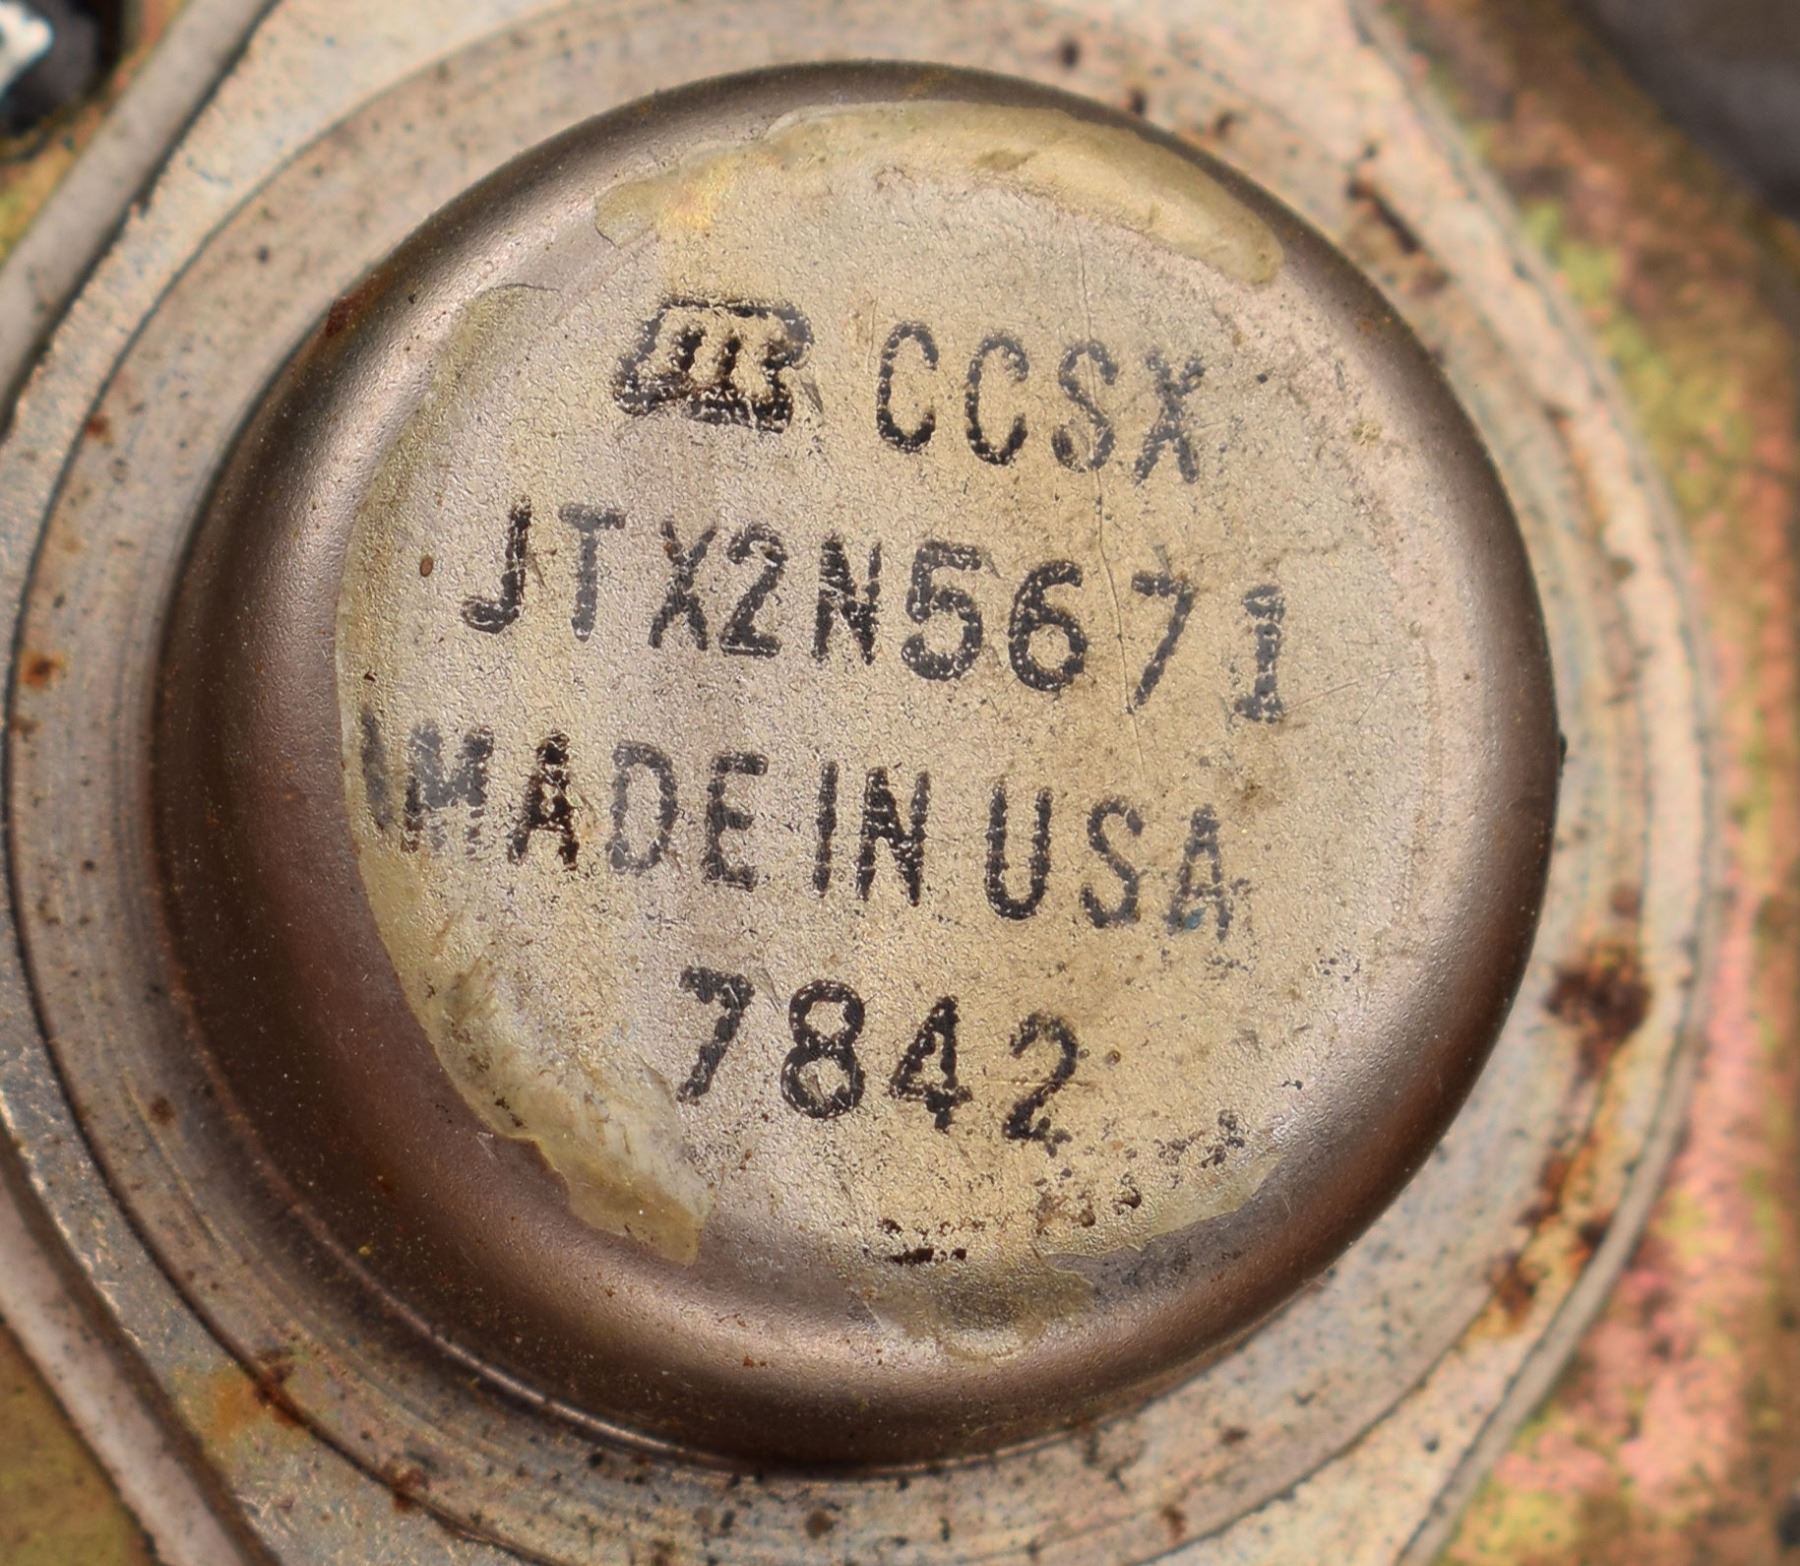 CCSX
JTX2N5671
MADE IN USA
7842